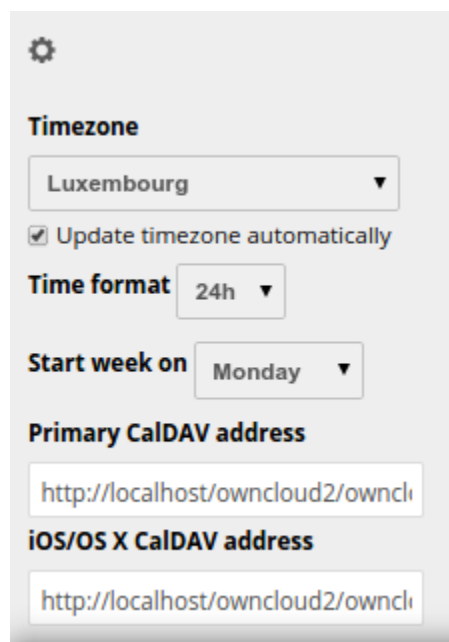 Timezone
Luxembourg
Update timezone automatically
Time format 24h
Start week on Monday
Primary CalDAV address
http://localhost/owncloud2/owncl
iOS/OS X CalDAV address
http://localhost/owncloud2/owncl